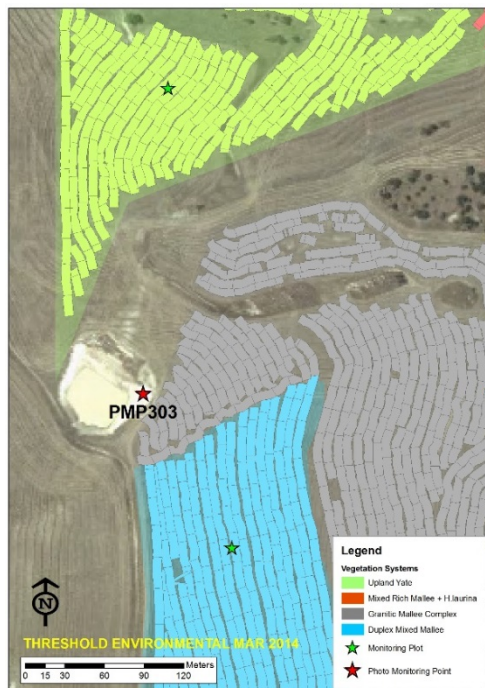 PMP303
Legend
Vegetation Systems
Upland Yate
Mixed Rich Mallee + H.laurina
Granitic Mallee Complex
Duplex Mixed Mallee
Monitoring Plot
Photo Monitoring Point
N
THRESHOLD ENVIRONMENTAL MAR 2014
Meters
0 15 30 60 90 120